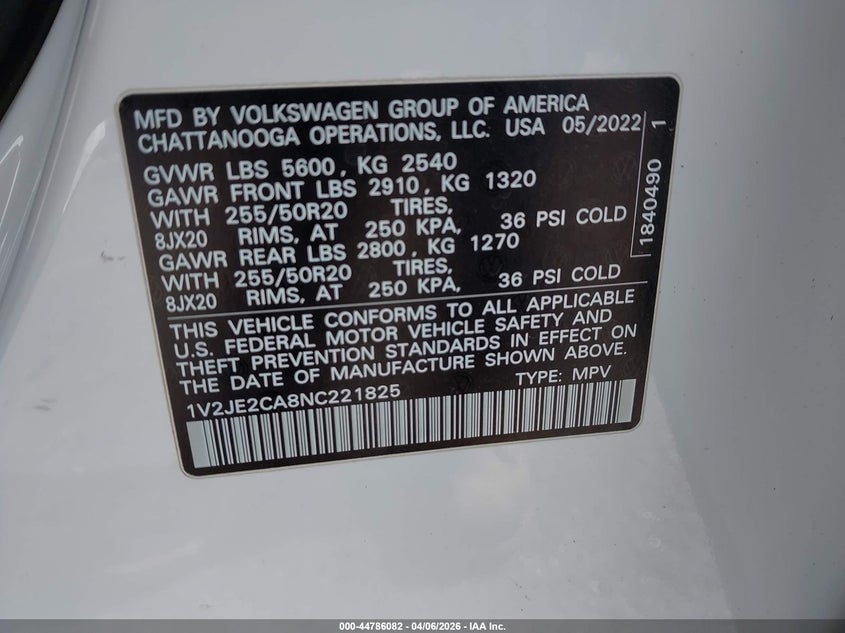 MFD BY VOLKSWAGEN GROUP OF AMERICA
CHATTANOOGA OPERATIONS, LLC. USA 05/2022
GVWR LBS 5600, KG 2540
GAWR FRONT LBS 2910, KG 1320
WITH 255/50R20 TIRES,
8JX20 RIMS, AT 250 KPA, 36 PSI COLD
GAWR REAR LBS 2800, KG 1270
WITH 255/50R20 TIRES,
8JX20 RIMS, AT 250 KPA, 36 PSI COLD
THIS VEHICLE CONFORMS TO ALL APPLICABLE
U.S. FEDERAL MOTOR VEHICLE SAFETY AND
THEFT PREVENTION STANDARDS IN EFFECT ON
THE DATE OF MANUFACTURE SHOWN ABOVE.
1V2JE2CA8NC221825 TYPE: MPV
1840490 1
000-44786082 - 04/06/2026 - IAA Inc.